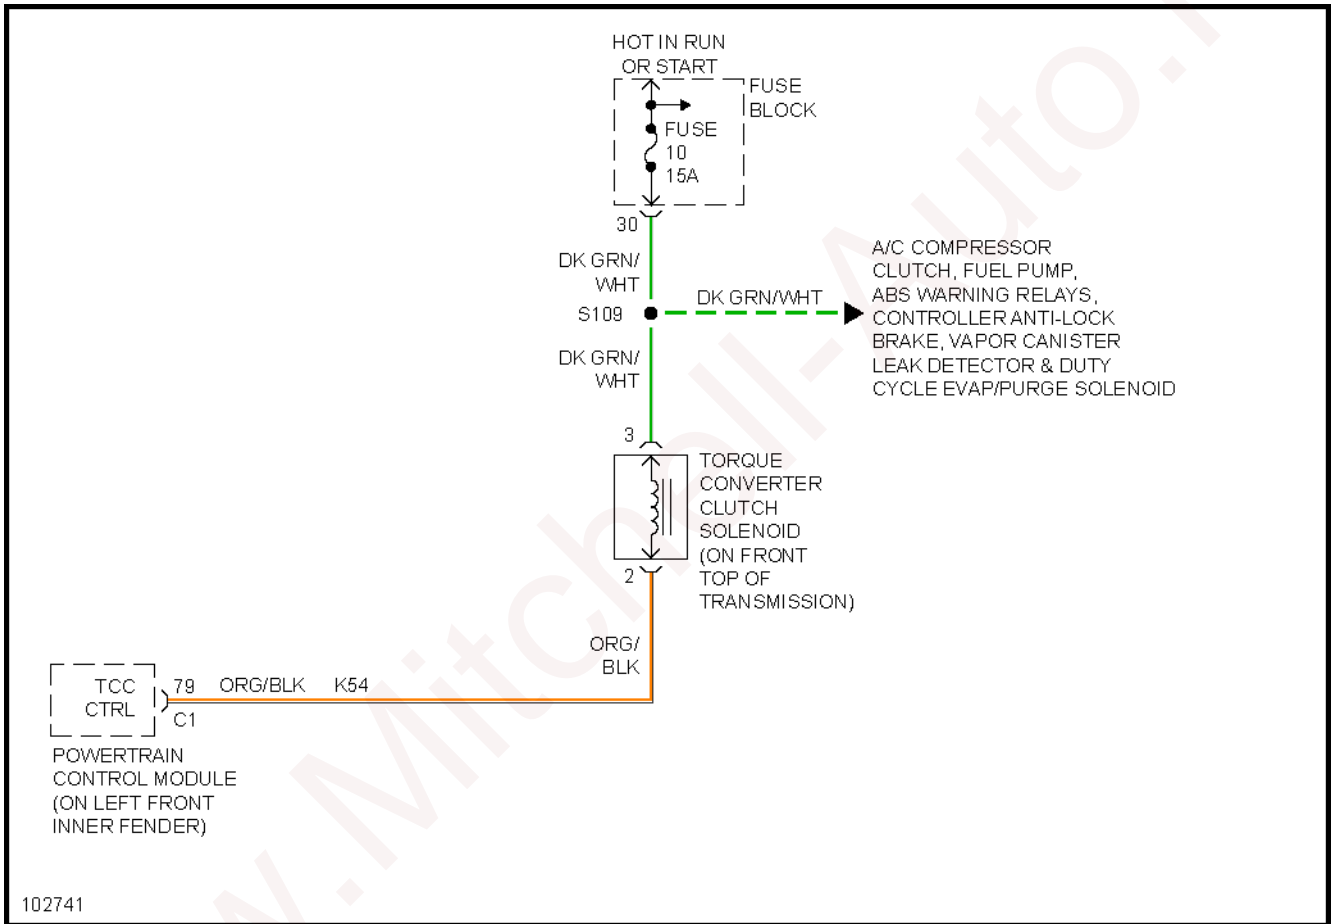 HOT IN RUN
OR START
FUSE
BLOCK
FUSE
10
15A
30
DK GRN/
WHT
S109
DK GRN/WHT
A/C COMPRESSOR
CLUTCH, FUEL PUMP,
ABS WARNING RELAYS,
CONTROLLER ANTI-LOCK
BRAKE, VAPOR CANISTER
LEAK DETECTOR & DUTY
CYCLE EVAP/PURGE SOLENOID
DK GRN/
WHT
3
TORQUE
CONVERTER
CLUTCH
SOLENOID
(ON FRONT
TOP OF
TRANSMISSION)
2
ORG/
BLK
TCC
CTRL
79
ORG/BLK
K54
C1
POWERTRAIN
CONTROL MODULE
(ON LEFT FRONT
INNER FENDER)
102741
w.Mitchell-Auto.r